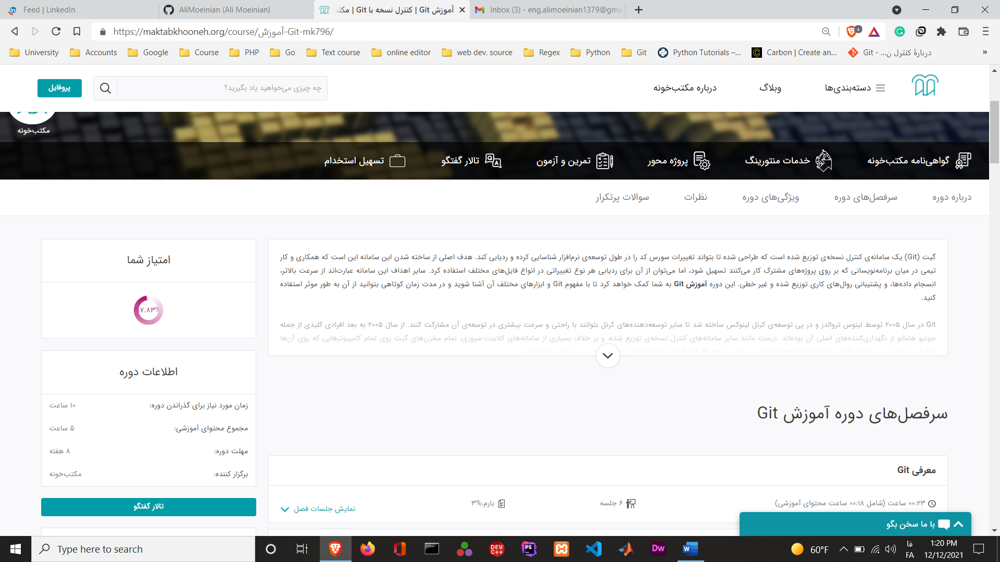 Feed | LinkedIn
AliMoeinian (Ali Moeinian)
آموزش Git | کنترل نسخه با Git | مکتب
Inbox (3) - eng.alimoeinian1379@gma
https://maktabkhooneh.org/course/آموزش-Git-mk796/
4
University
Accounts
Google
Course
PHP
Go
Text course
online editor
web dev. source
Regex
Python
Git
Python Tutorials –...
Carbon | Create an...
Git - دربارهٔ کنترل ن...
»
دسته‌بندی‌ها
وبلاگ
درباره مکتب‌خونه
چه چیزی می‌خواهید یاد بگیرید؟
پروفایل
مکتب‌خونه
گواهی‌نامه مکتب‌خونه
خدمات منتورینگ
پروژه محور
تمرین و آزمون
تالار گفتگو
تسهیل استخدام
درباره دوره
سرفصل‌های دوره
ویژگی‌های دوره
نظرات
سوالات پرتکرار
گیت (Git) یک سامانه‌ی کنترل نسخه‌ی توزیع شده است که طراحی شده تا بتواند تغییرات سورس کد را در طول توسعه‌ی نرم‌افزار شناسایی کرده و ردیابی کند. هدف اصلی از ساخته شدن این سامانه این است که همکاری و کار
تیمی در میان برنامه‌نویسانی که بر روی پروژه‌های مشترک کار می‌کنند تسهیل شود، اما می‌توان از آن برای ردیابی هر نوع تغییراتی در انواع فایل‌های مختلف استفاده کرد. سایر اهداف این سامانه عبارت‌اند از سرعت بالاتر،
انسجام داده‌ها، و پشتیبانی روال‌های کاری توزیع شده و غیر خطی. این دوره آموزش Git به شما کمک خواهد کرد تا با مفهوم Git و ابزارهای مختلف آن آشنا شوید و در مدت زمان کوتاهی بتوانید از آن به طور موثر استفاده
کنید.
Git در سال ۲۰۰۵ توسط لینوس تروالدز و در پی توسعه‌ی کرنل لینوکس ساخته شد تا سایر توسعه‌دهنده‌های کرنل بتوانند با راحتی و سرعت بیشتری در توسعه‌ی آن مشارکت کنند. از سال ۲۰۰۵ به بعد افرادی کلیدی از جمله
جونیو هامانو از نگهداری‌کننده‌های اصلی آن بوده‌اند. درست مانند سایر سامانه‌های کنترل نسخه‌ی توزیع شده، و بر خلاف بسیاری از سامانه‌های کلاینت-سروری، تمام مخزن‌های گیت روی تمام کامپیوترهایی که روی آن‌ها
امتیاز شما
۷.۸۳%
اطلاعات دوره
زمان مورد نیاز برای گذراندن دوره: ۱۰ ساعت
مجموع محتوای آموزشی: ۵ ساعت
مهلت دوره: ۸ هفته
برگزار کننده: مکتب‌خونه
تالار گفتگو
سرفصل‌های دوره آموزش Git
معرفی Git
۰۰:۲۳ ساعت (شامل ۰۰:۱۸ ساعت محتوای آموزشی)
۶ جلسه
بارم:%۳
نمایش جلسات فصل
با ما سخن بگو
Type here to search
60°F
فا
FA
1:20 PM
12/12/2021